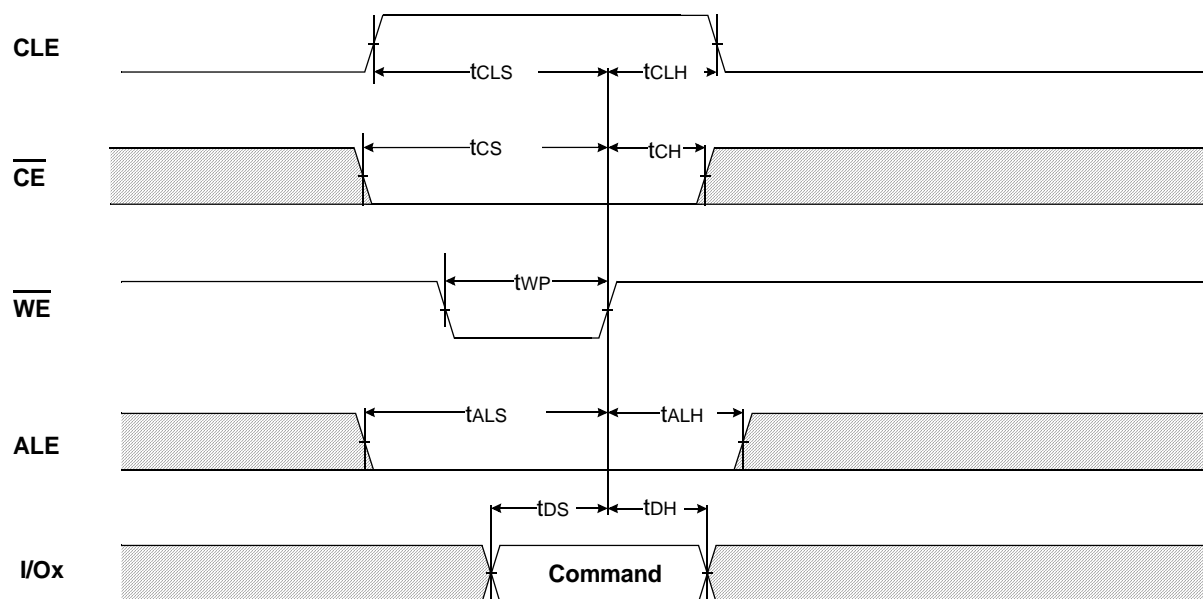 CLE
tCLS tCLH
CE
tCS tCH
WE
tWP
ALE
tALS tALH
I/Ox
tDS tDH
Command